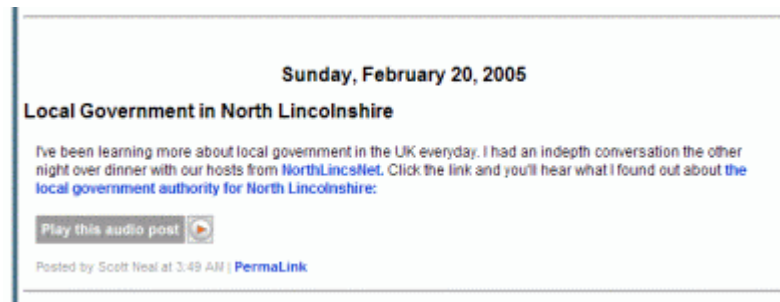 Sunday, February 20, 2005
Local Government in North Lincolnshire
I've been learning more about local government in the UK everyday. I had an indepth conversation the other
night over dinner with our hosts from NorthLincsNet. Click the link and you'll hear what I found out about the
local government authority for North Lincolnshire:
Play this audio post
Posted by Scott Neal at 3:49 AM | PermaLink